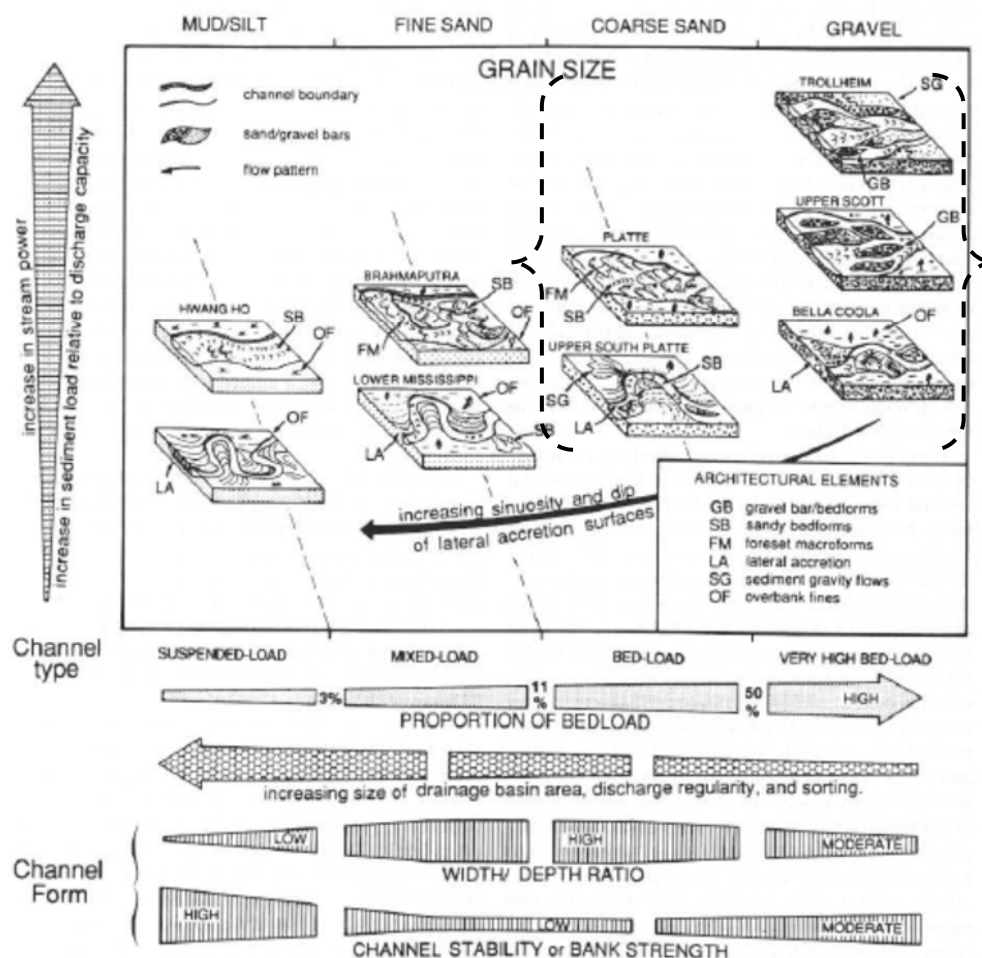 MUD/SILT FINE SAND COARSE SAND GRAVEL
GRAIN SIZE
channel boundary
sand/gravel bars
flow pattern
increase in stream power
increase in sediment load relative to discharge capacity
TROLLHEIM
SG
GB
UPPER SCOTT
GB
PLATTE
FM
SB
BRAHMAPUTRA
SB
OF
FM
HWANG HO
SB
OF
BELLA COOLA
OF
LA
UPPER SOUTH PLATTE
SB
SG
LA
LOWER MISSISSIPPI
OF
SB
LA
OF
LA
increasing sinuosity and dip
of lateral accretion surfaces
ARCHITECTURAL ELEMENTS
GB gravel bar/bedforms
SB sandy bedforms
FM foreset macroforms
LA lateral accretion
SG sediment gravity flows
OF overbank fines
Channel
type
SUSPENDED-LOAD MIXED-LOAD BED-LOAD VERY HIGH BED-LOAD
3% 11 % 50 % HIGH
PROPORTION OF BEDLOAD
increasing size of drainage basin area, discharge regularity, and sorting.
Channel
Form
LOW HIGH MODERATE
WIDTH/ DEPTH RATIO
HIGH LOW MODERATE
CHANNEL STABILITY or BANK STRENGTH